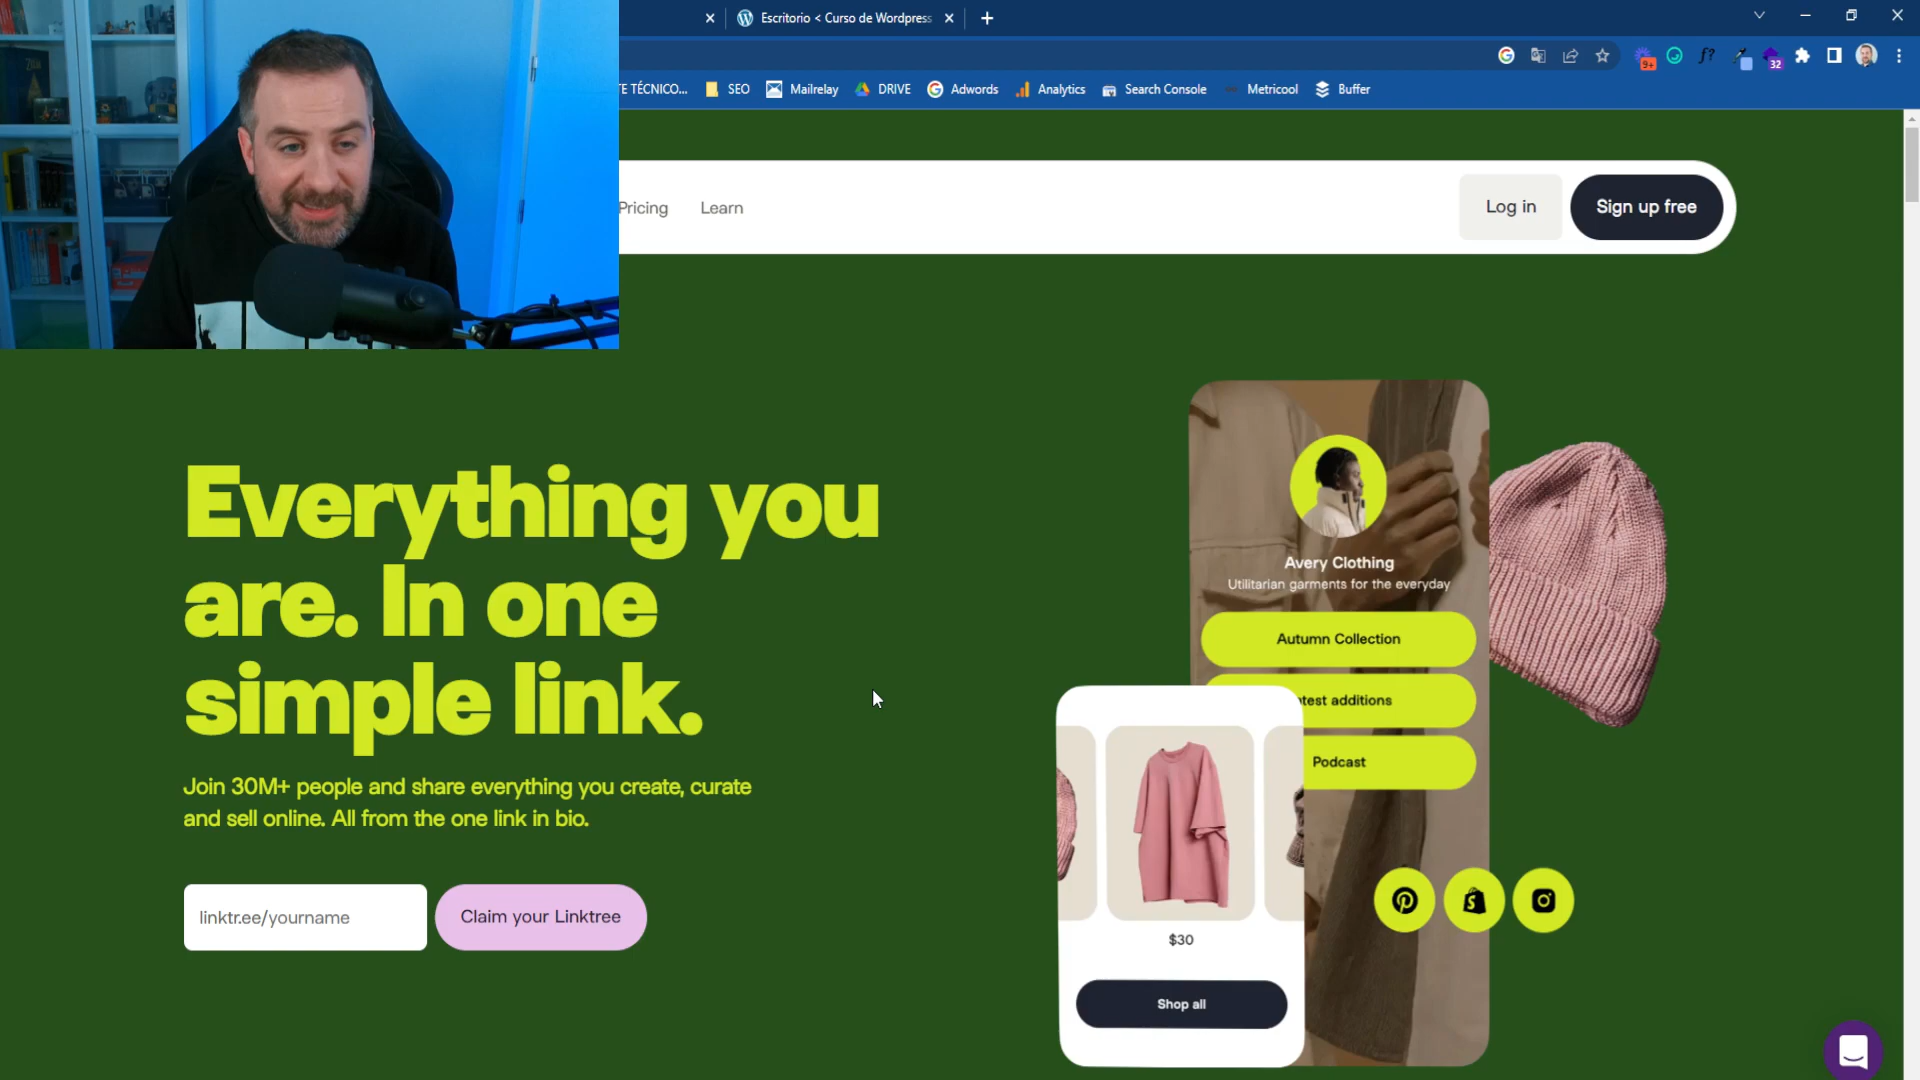 Escritorio < Curso de Wordpress
9+
f?
32
TE TÉCNICO...
SEO
Mailrelay
DRIVE
Adwords
Analytics
Search Console
Metricool
Buffer
Pricing
Learn
Log in
Sign up free
Everything you
are. In one
simple link.
Join 30M+ people and share everything you create, curate
and sell online. All from the one link in bio.
linktr.ee/yourname
Claim your Linktree
Avery Clothing
Utilitarian garments for the everyday
Autumn Collection
test additions
Podcast
$30
Shop all